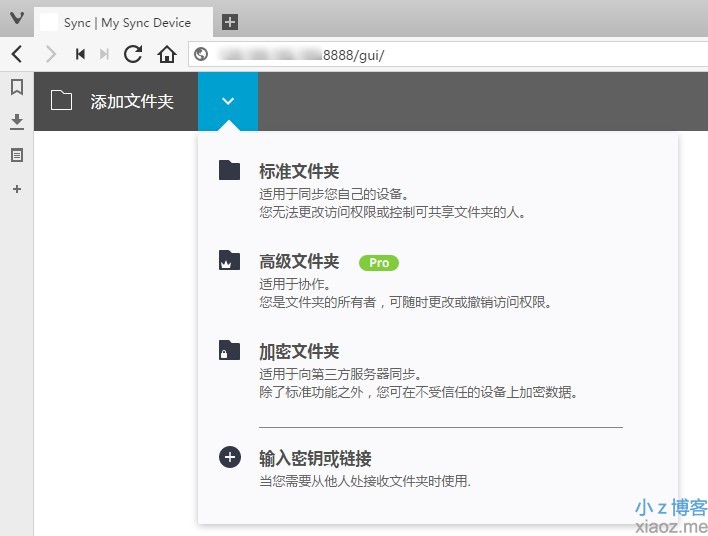 Sync | My Sync Device
8888/gui/
添加文件夹
标准文件夹
适用于同步您自己的设备。
您无法更改访问权限或控制可共享文件夹的人。
高级文件夹 Pro
适用于协作。
您是文件夹的所有者，可随时更改或撤销访问权限。
加密文件夹
适用于向第三方服务器同步。
除了标准功能之外，您可在不受信任的设备上加密数据。
输入密钥或链接
当您需要从他人处接收文件夹时使用.
小z博客
xiaoz.me